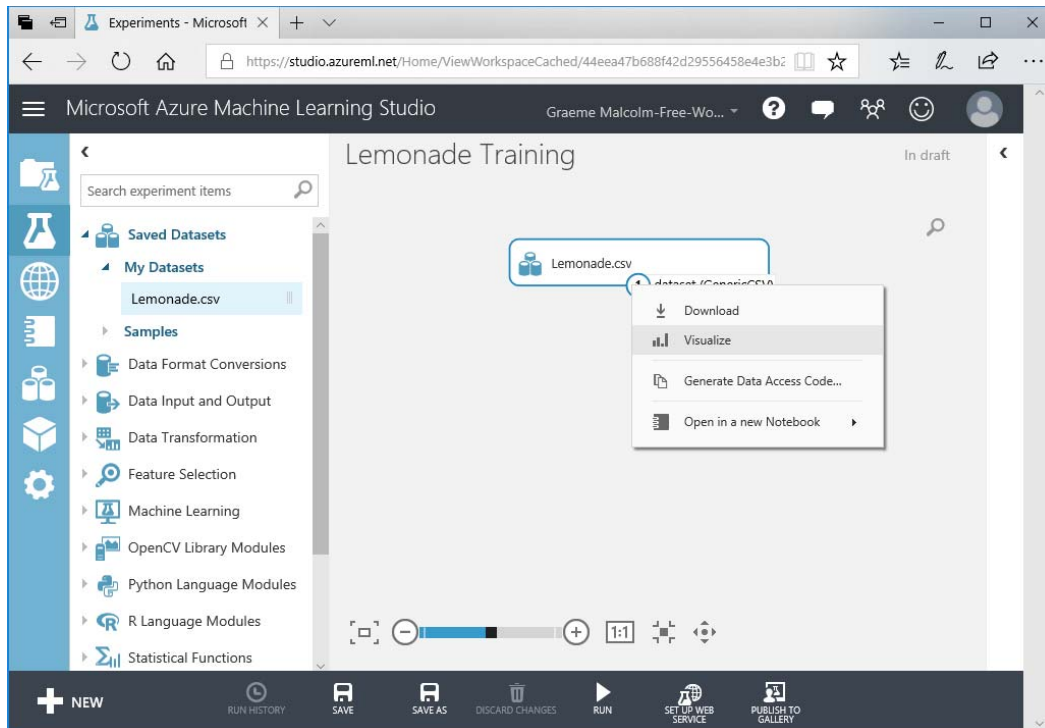 Experiments - Microsoft
https://studio.azureml.net/Home/ViewWorkspaceCached/44eea47b688f42d29556458e4e3b2
Microsoft Azure Machine Learning Studio
Graeme Malcolm-Free-Wo...
Search experiment items
Saved Datasets
My Datasets
Lemonade.csv
Samples
Data Format Conversions
Data Input and Output
Data Transformation
Feature Selection
Machine Learning
OpenCV Library Modules
Python Language Modules
R Language Modules
Statistical Functions
Lemonade Training
In draft
Lemonade.csv
1 dataset (GenericCSV)
Download
Visualize
Generate Data Access Code...
Open in a new Notebook
1:1
NEW
RUN HISTORY
SAVE
SAVE AS
DISCARD CHANGES
RUN
SET UP WEB
SERVICE
PUBLISH TO
GALLERY